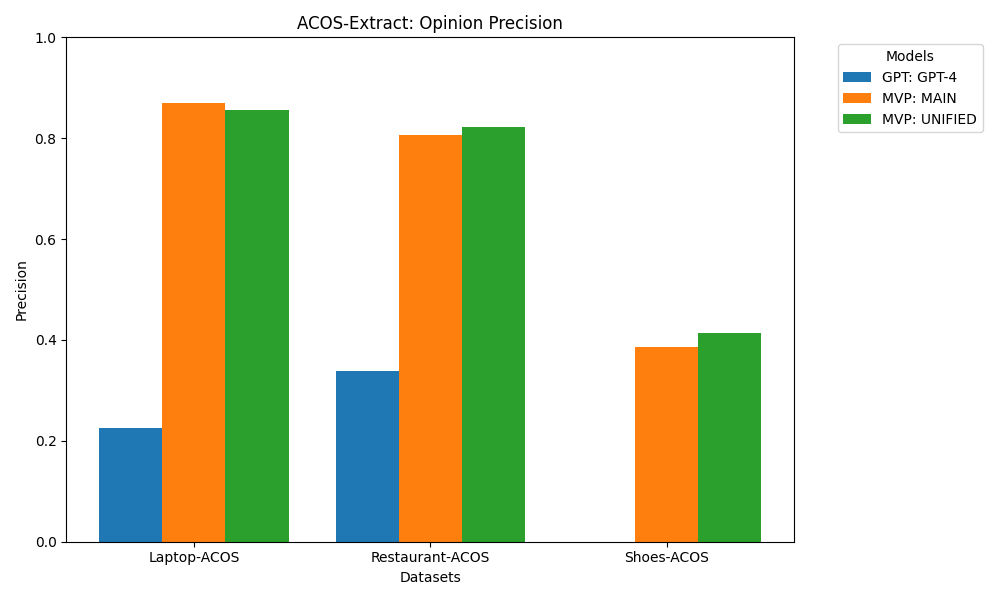 ACOS-Extract: Opinion Precision
Models
GPT: GPT-4
MVP: MAIN
MVP: UNIFIED
Precision
1.0
0.8
0.6
0.4
0.2
0.0
Laptop-ACOS
Restaurant-ACOS
Shoes-ACOS
Datasets